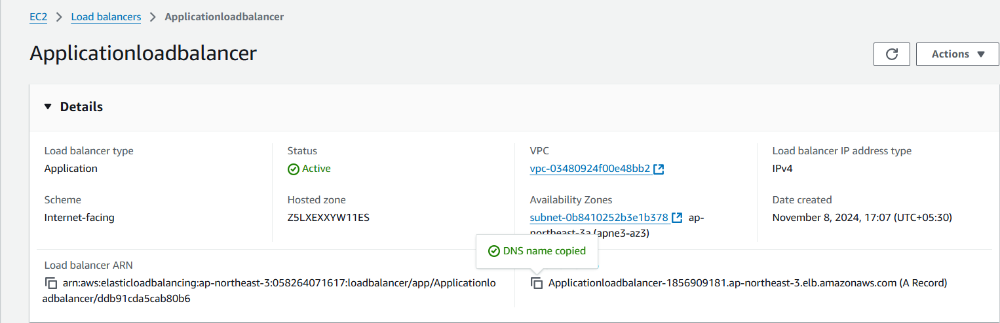 EC2 > Load balancers > Applicationloadbalancer
Applicationloadbalancer
Actions
Details
Load balancer type
Application
Status
Active
VPC
vpc-03480924f00e48bb2
Load balancer IP address type
IPv4
Scheme
Internet-facing
Hosted zone
Z5LXEXXYW11ES
Availability Zones
subnet-0b8410252b3e1b378 ap-
northeast-3a (apne3-az3)
Date created
November 8, 2024, 17:07 (UTC+05:30)
DNS name copied
Load balancer ARN
arn:aws:elasticloadbalancing:ap-northeast-3:058264071617:loadbalancer/app/Applicationlo
adbalancer/ddb91cda5cab80b6
Applicationloadbalancer-1856909181.ap-northeast-3.elb.amazonaws.com (A Record)